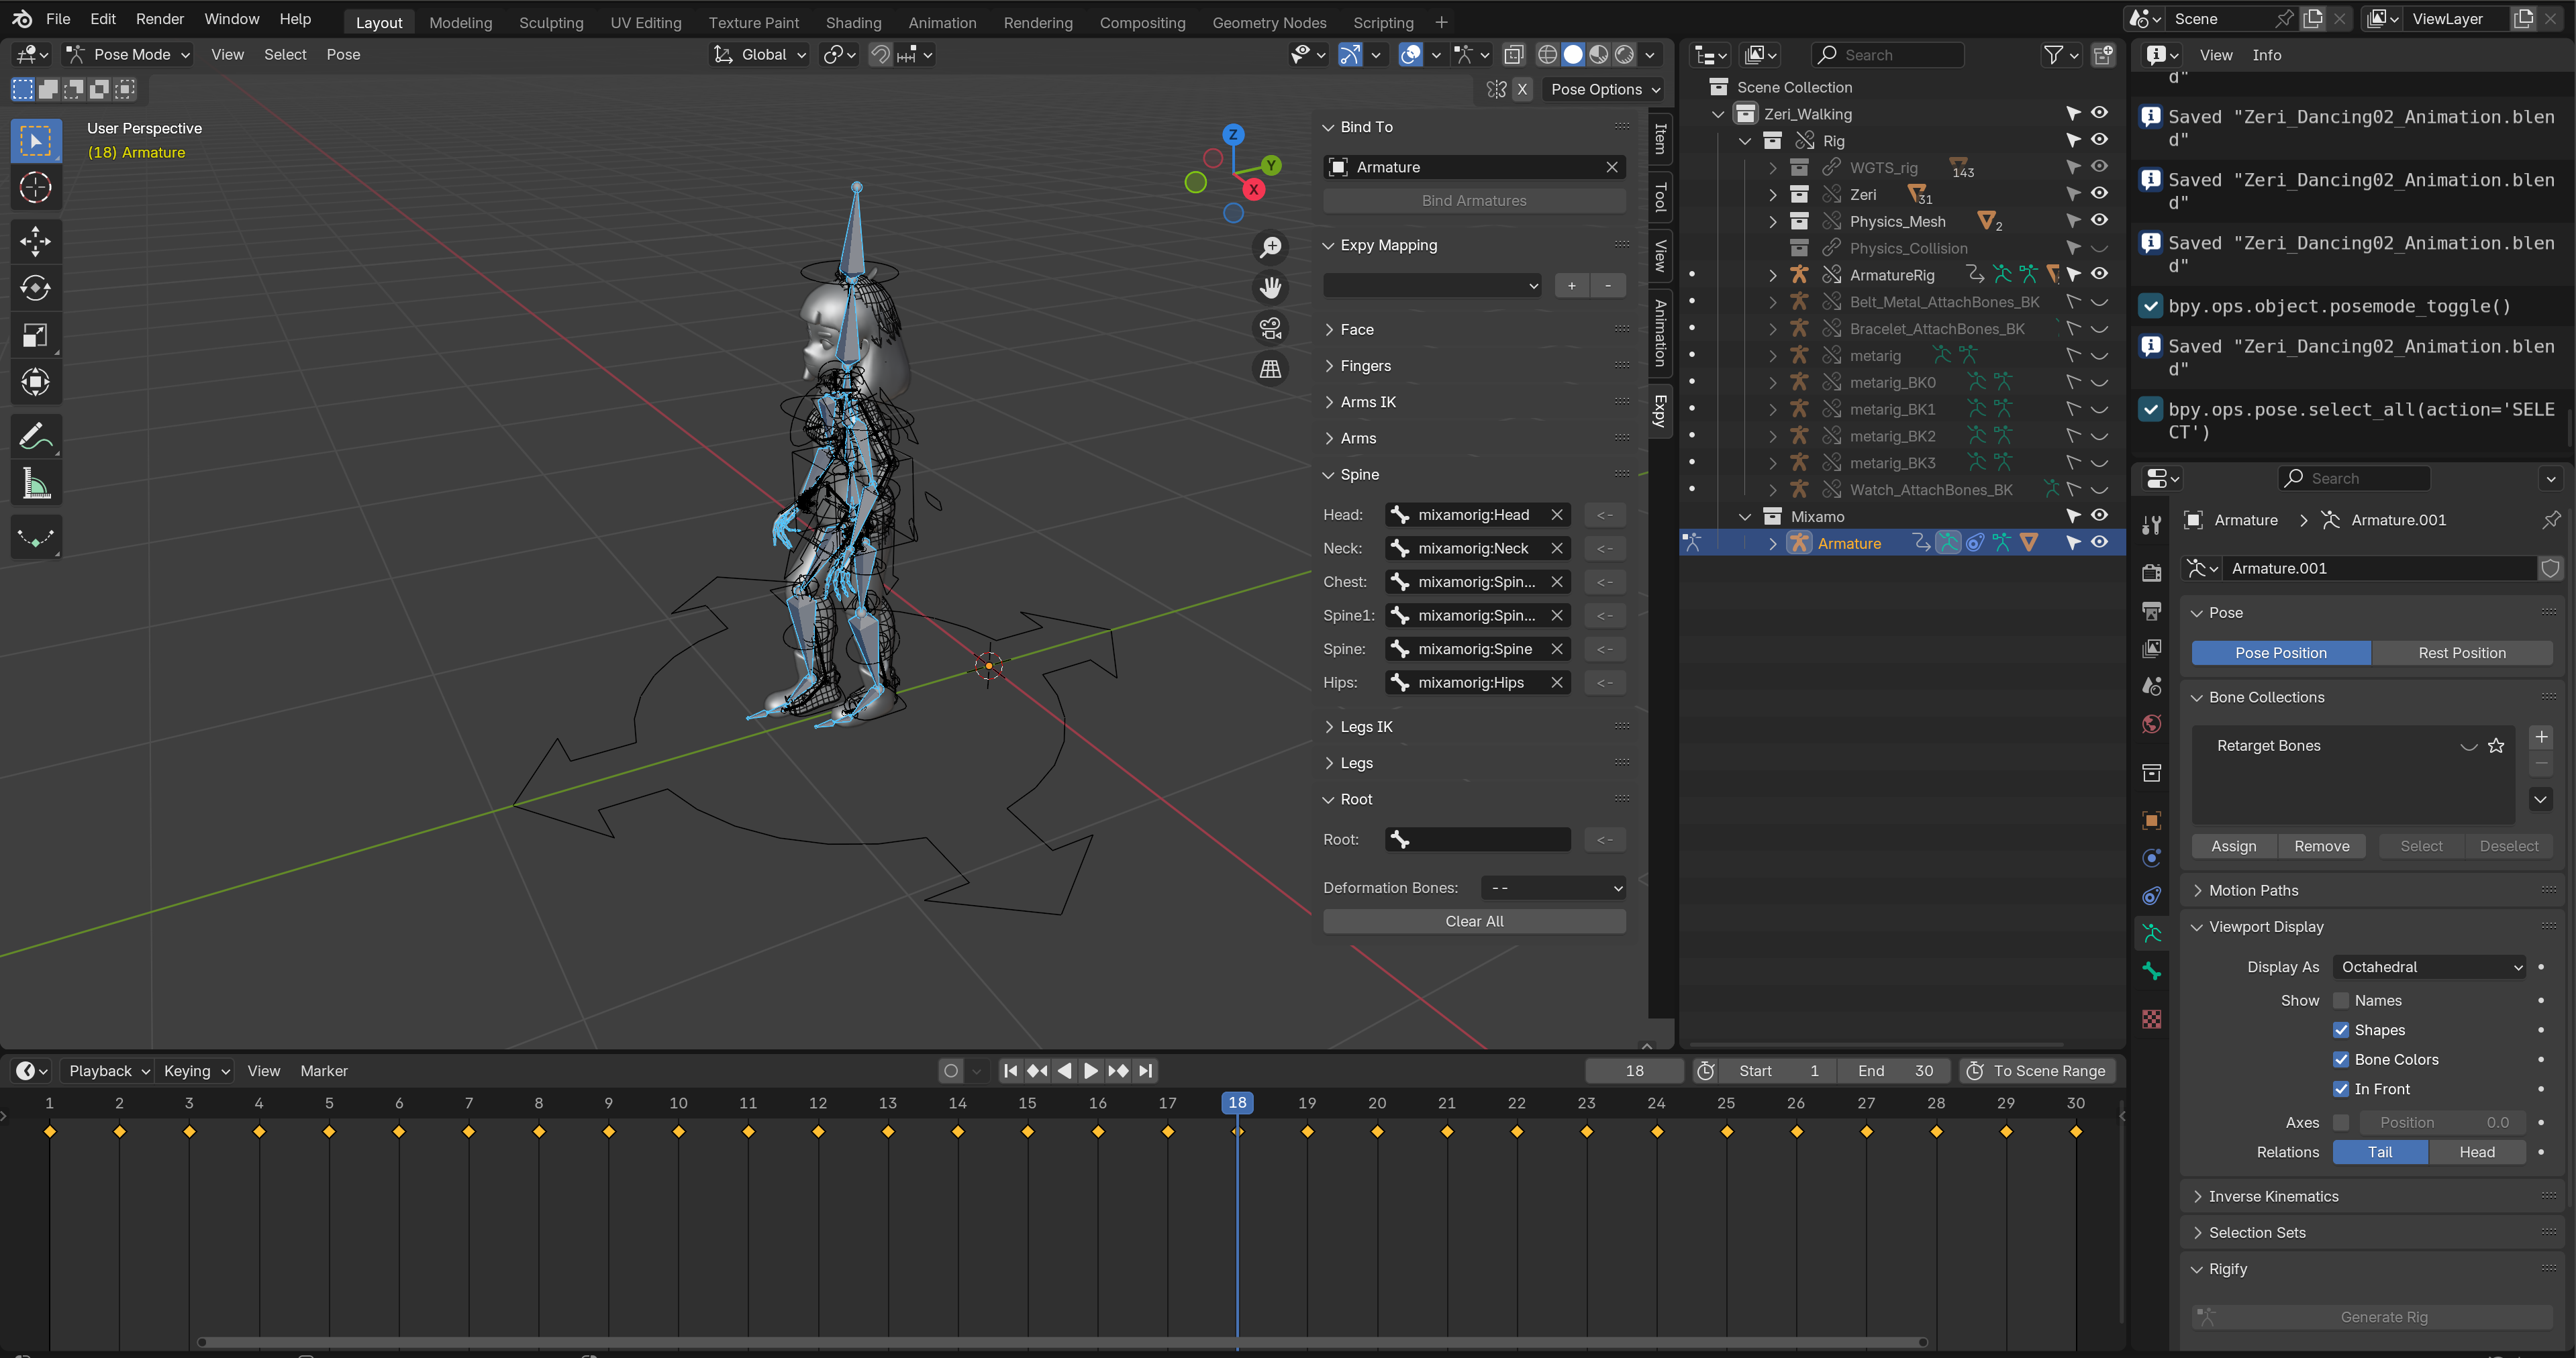 File Edit Render Window Help Layout Modeling Sculpting UV Editing Texture Paint Shading Animation Rendering Compositing Geometry Nodes Scripting Scene ViewLayer
Pose Mode View Select Pose Global Search View Info
X Pose Options
User Perspective
(18) Armature
Z
Y
X
Bind To
Armature
Bind Armatures
Expy Mapping
+ -
Face
Fingers
Arms IK
Arms
Spine
Head: mixamorig:Head <-
Neck: mixamorig:Neck <-
Chest: mixamorig:Spin... <-
Spine1: mixamorig:Spin... <-
Spine: mixamorig:Spine <-
Hips: mixamorig:Hips <-
Legs IK
Legs
Root
Root: <-
Deformation Bones: --
Clear All
Item
Tool
View
Animation
Expy
Scene Collection
Zeri_Walking
Rig
WGTS_rig 143
Zeri 31
Physics_Mesh 2
Physics_Collision
ArmatureRig
Belt_Metal_AttachBones_BK
Bracelet_AttachBones_BK
metarig
metarig_BK0
metarig_BK1
metarig_BK2
metarig_BK3
Watch_AttachBones_BK
Mixamo
Armature
d"
Saved "Zeri_Dancing02_Animation.blen
d"
Saved "Zeri_Dancing02_Animation.blen
d"
Saved "Zeri_Dancing02_Animation.blen
d"
bpy.ops.object.posemode_toggle()
Saved "Zeri_Dancing02_Animation.blen
d"
bpy.ops.pose.select_all(action='SELE
CT')
Search
Armature Armature.001
Armature.001
Pose
Pose Position Rest Position
Bone Collections
Retarget Bones
Assign Remove Select Deselect
Motion Paths
Viewport Display
Display As Octahedral
Show Names
Shapes
Bone Colors
In Front
Axes Position 0.0
Relations Tail Head
Inverse Kinematics
Selection Sets
Rigify
Generate Rig
Playback Keying View Marker 18 Start 1 End 30 To Scene Range
1 2 3 4 5 6 7 8 9 10 11 12 13 14 15 16 17 18 19 20 21 22 23 24 25 26 27 28 29 30